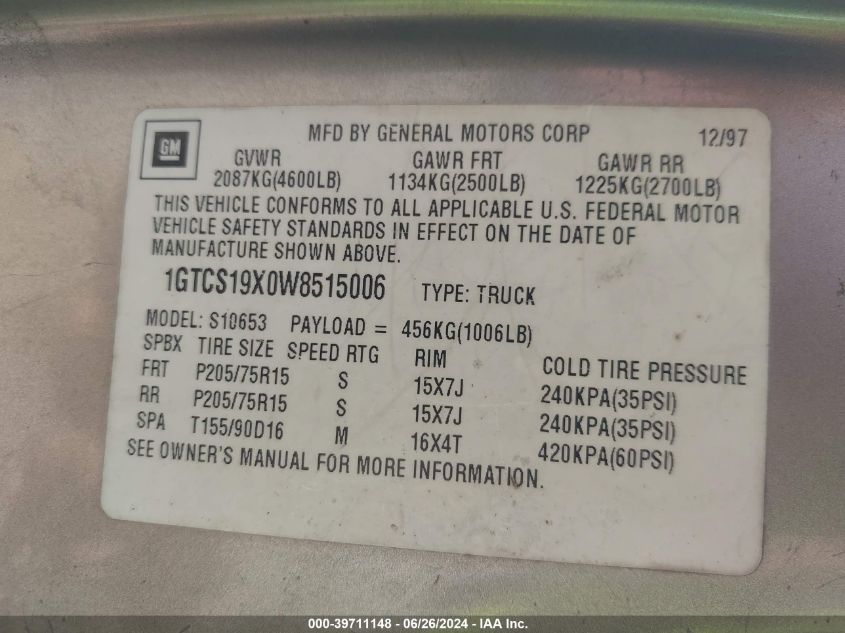 GM
MFD BY GENERAL MOTORS CORP 12/97
GVWR GAWR FRT GAWR RR
2087KG(4600LB) 1134KG(2500LB) 1225KG(2700LB)
THIS VEHICLE CONFORMS TO ALL APPLICABLE U.S. FEDERAL MOTOR
VEHICLE SAFETY STANDARDS IN EFFECT ON THE DATE OF
MANUFACTURE SHOWN ABOVE.
1GTCS19X0W8515006 TYPE: TRUCK
MODEL: S10653 PAYLOAD = 456KG(1006LB)
SPBX TIRE SIZE SPEED RTG RIM COLD TIRE PRESSURE
FRT P205/75R15 S 15X7J 240KPA(35PSI)
RR P205/75R15 S 15X7J 240KPA(35PSI)
SPA T155/90D16 M 16X4T 420KPA(60PSI)
SEE OWNER'S MANUAL FOR MORE INFORMATION.
000-39711148 - 06/26/2024 - IAA Inc.